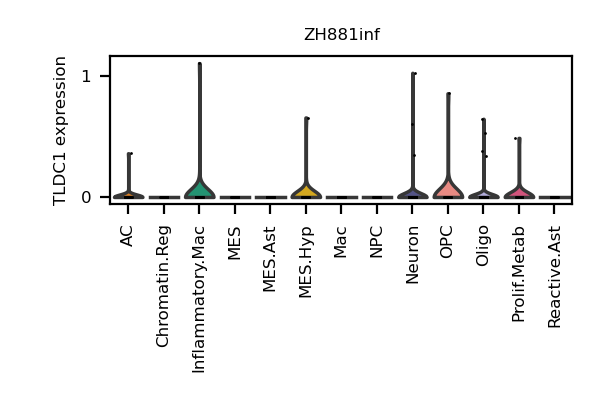 ZH881inf
TLDC1 expression
1
0
AC
Chromatin.Reg
Inflammatory.Mac
MES
MES.Ast
MES.Hyp
Mac
NPC
Neuron
OPC
Oligo
Prolif.Metab
Reactive.Ast